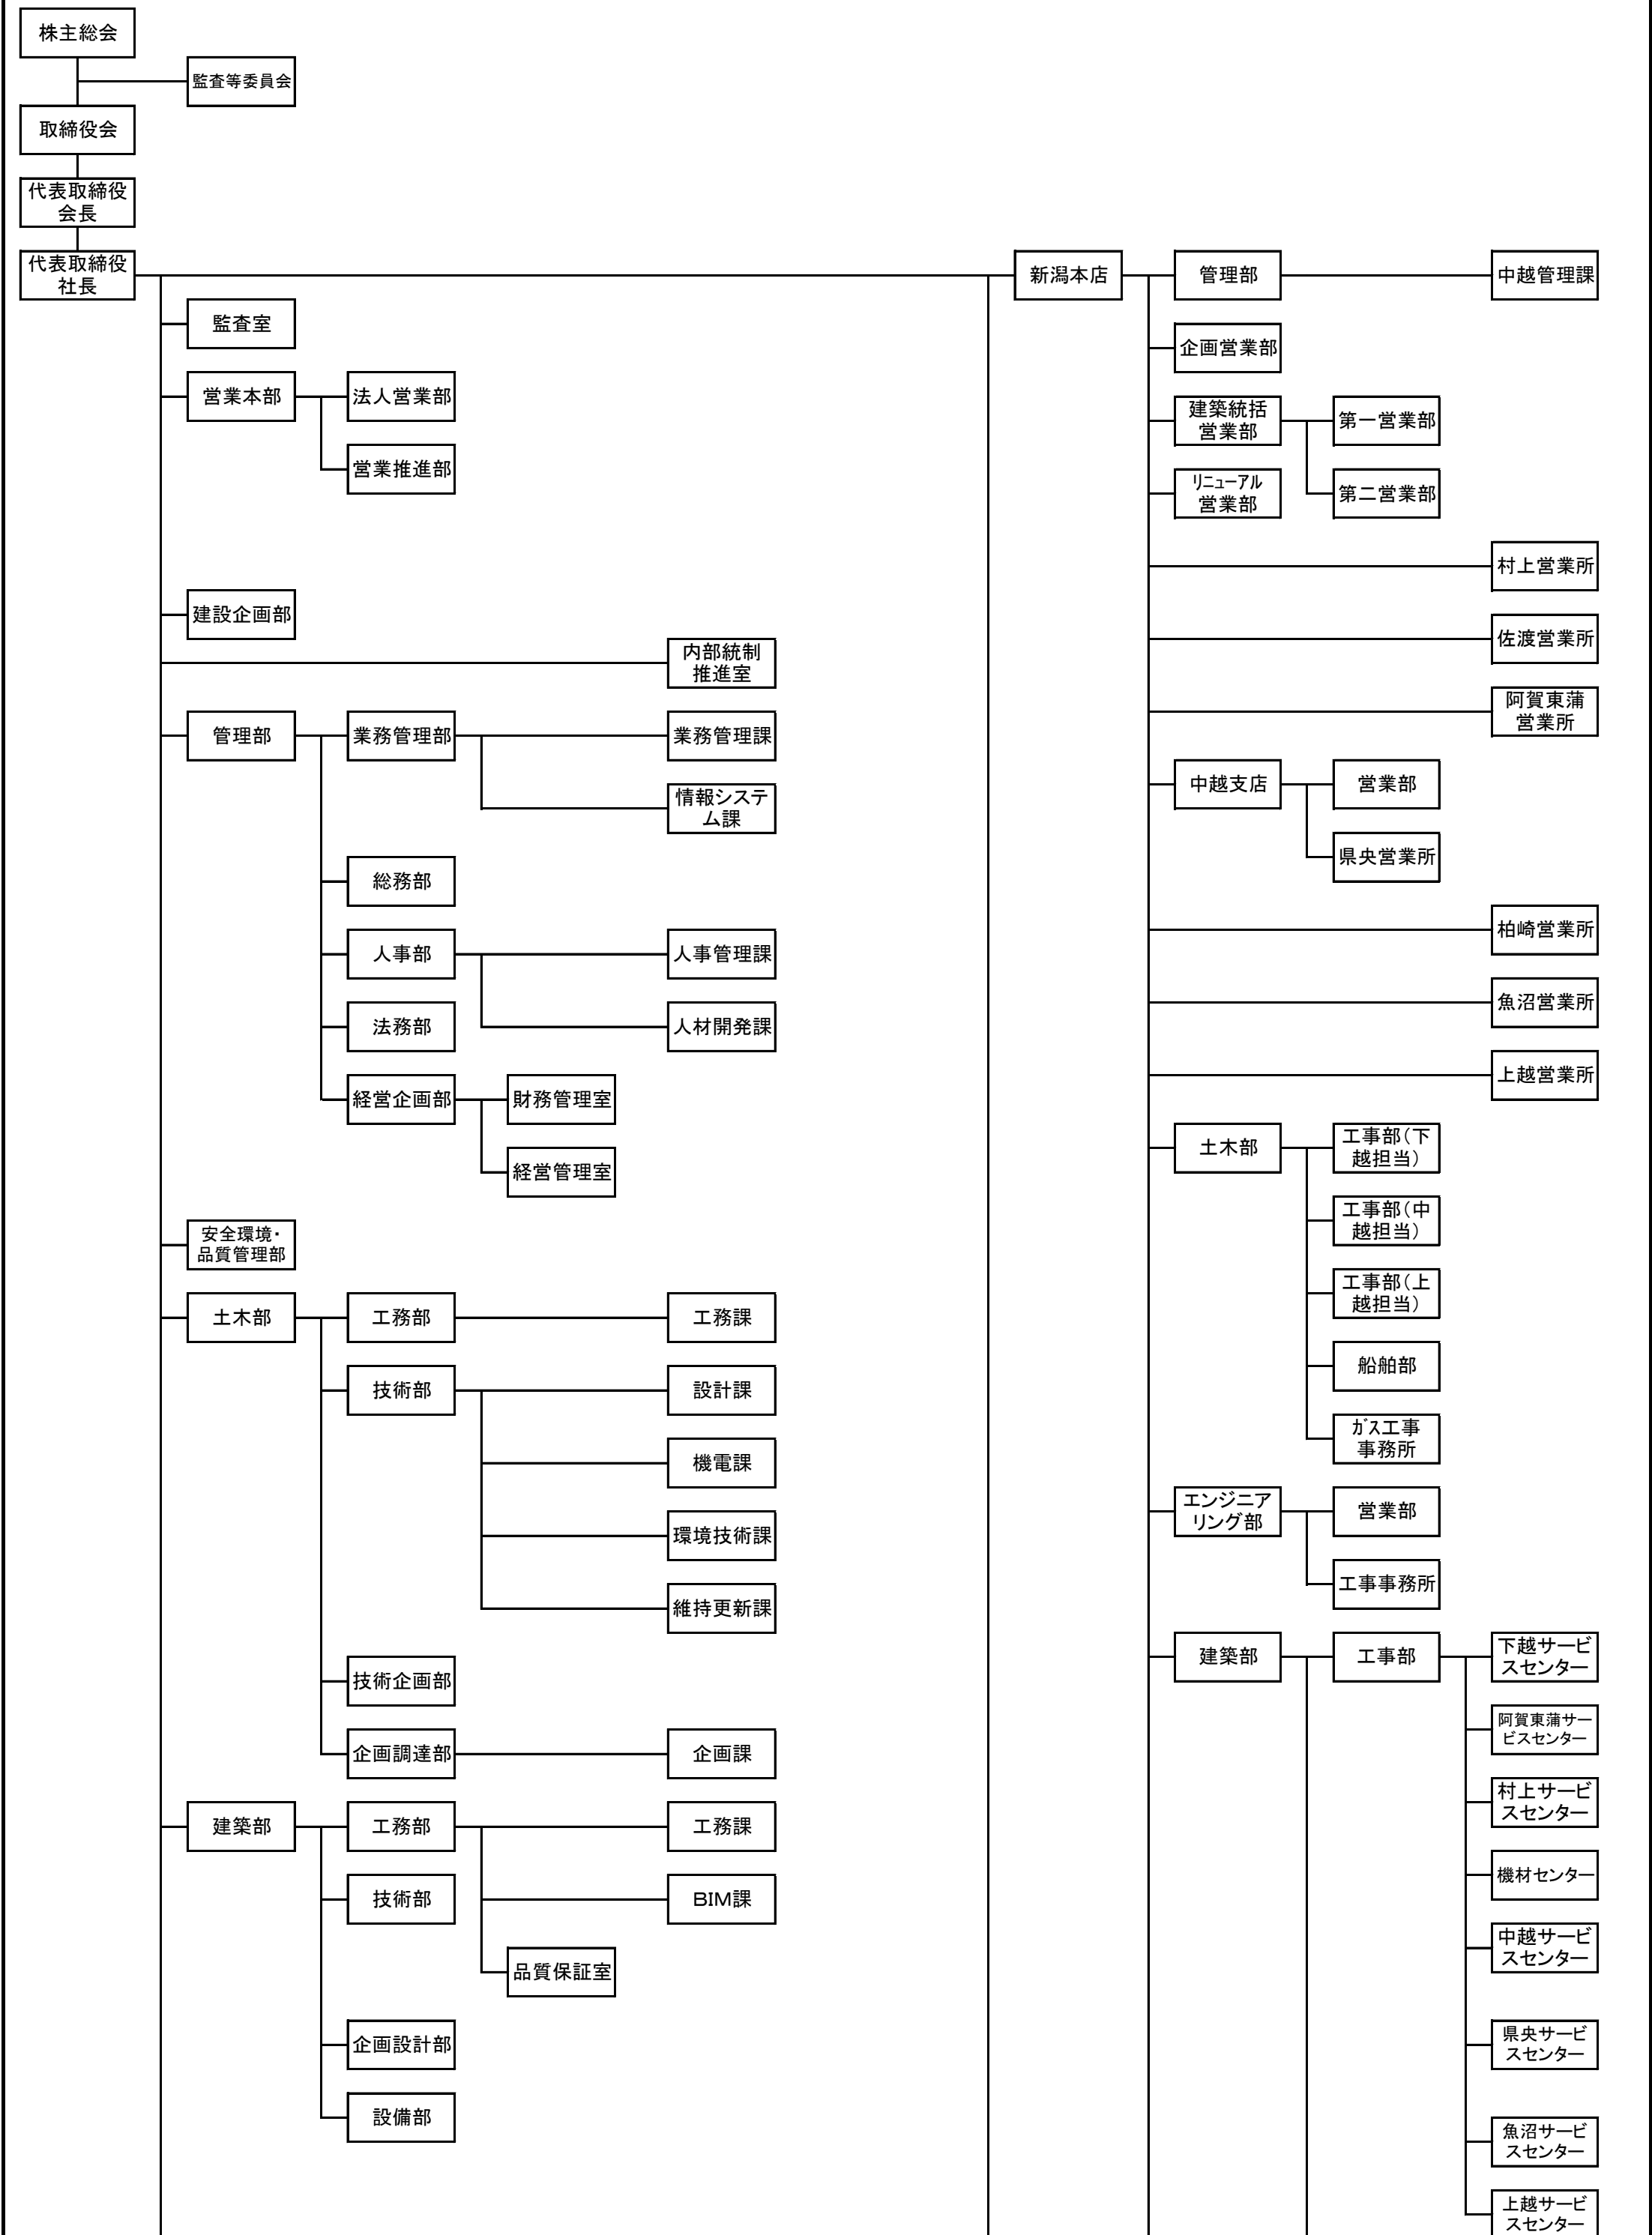 株主総会
監査等委員会
取締役会
代表取締役
会長
代表取締役
社長
監査室
営業本部
法人営業部
営業推進部
建設企画部
内部統制
推進室
管理部
業務管理部
業務管理課
情報システ
ム課
総務部
人事部
人事管理課
人材開発課
法務部
経営企画部
財務管理室
経営管理室
安全環境・
品質管理部
土木部
工務部
工務課
技術部
設計課
機電課
環境技術課
維持更新課
技術企画部
企画調達部
企画課
建築部
工務部
工務課
BIM課
品質保証室
技術部
企画設計部
設備部
新潟本店
管理部
中越管理課
企画営業部
建築統括
営業部
第一営業部
第二営業部
ﾘﾆｭｰｱﾙ
営業部
村上営業所
佐渡営業所
阿賀東蒲
営業所
中越支店
営業部
県央営業所
柏崎営業所
魚沼営業所
上越営業所
土木部
工事部（下
越担当）
工事部（中
越担当）
工事部（上
越担当）
船舶部
ｶﾞｽ工事
事務所
エンジニア
リング部
営業部
工事事務所
建築部
工事部
下越サービ
スセンター
阿賀東蒲サー
ビスセンター
村上サービ
スセンター
機材センター
中越サービ
スセンター
県央サービ
スセンター
魚沼サービ
スセンター
上越サービ
スセンター